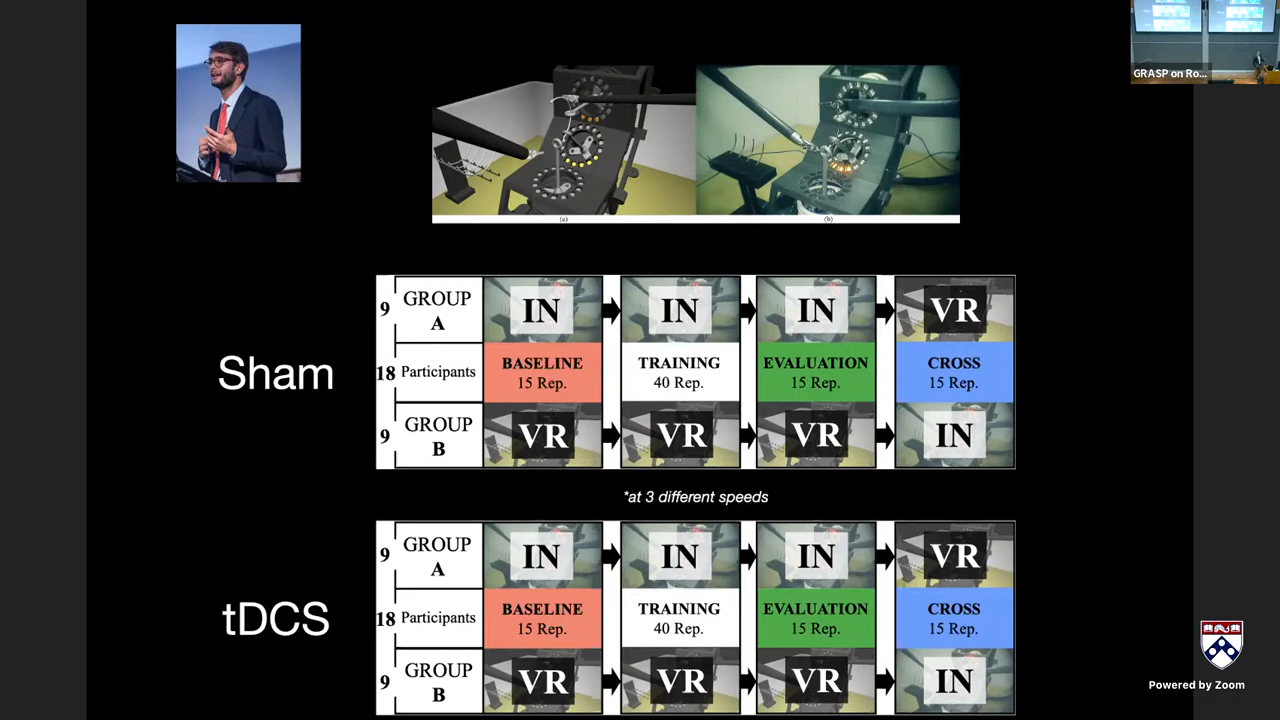 GRASP on Ro...
(a)
(b)
Sham
9
GROUP
A
IN
IN
IN
VR
18
Participants
BASELINE
15 Rep.
TRAINING
40 Rep.
EVALUATION
15 Rep.
CROSS
15 Rep.
9
GROUP
B
VR
VR
VR
IN
*at 3 different speeds
tDCS
9
GROUP
A
IN
IN
IN
VR
18
Participants
BASELINE
15 Rep.
TRAINING
40 Rep.
EVALUATION
15 Rep.
CROSS
15 Rep.
9
GROUP
B
VR
VR
VR
IN
Powered by Zoom